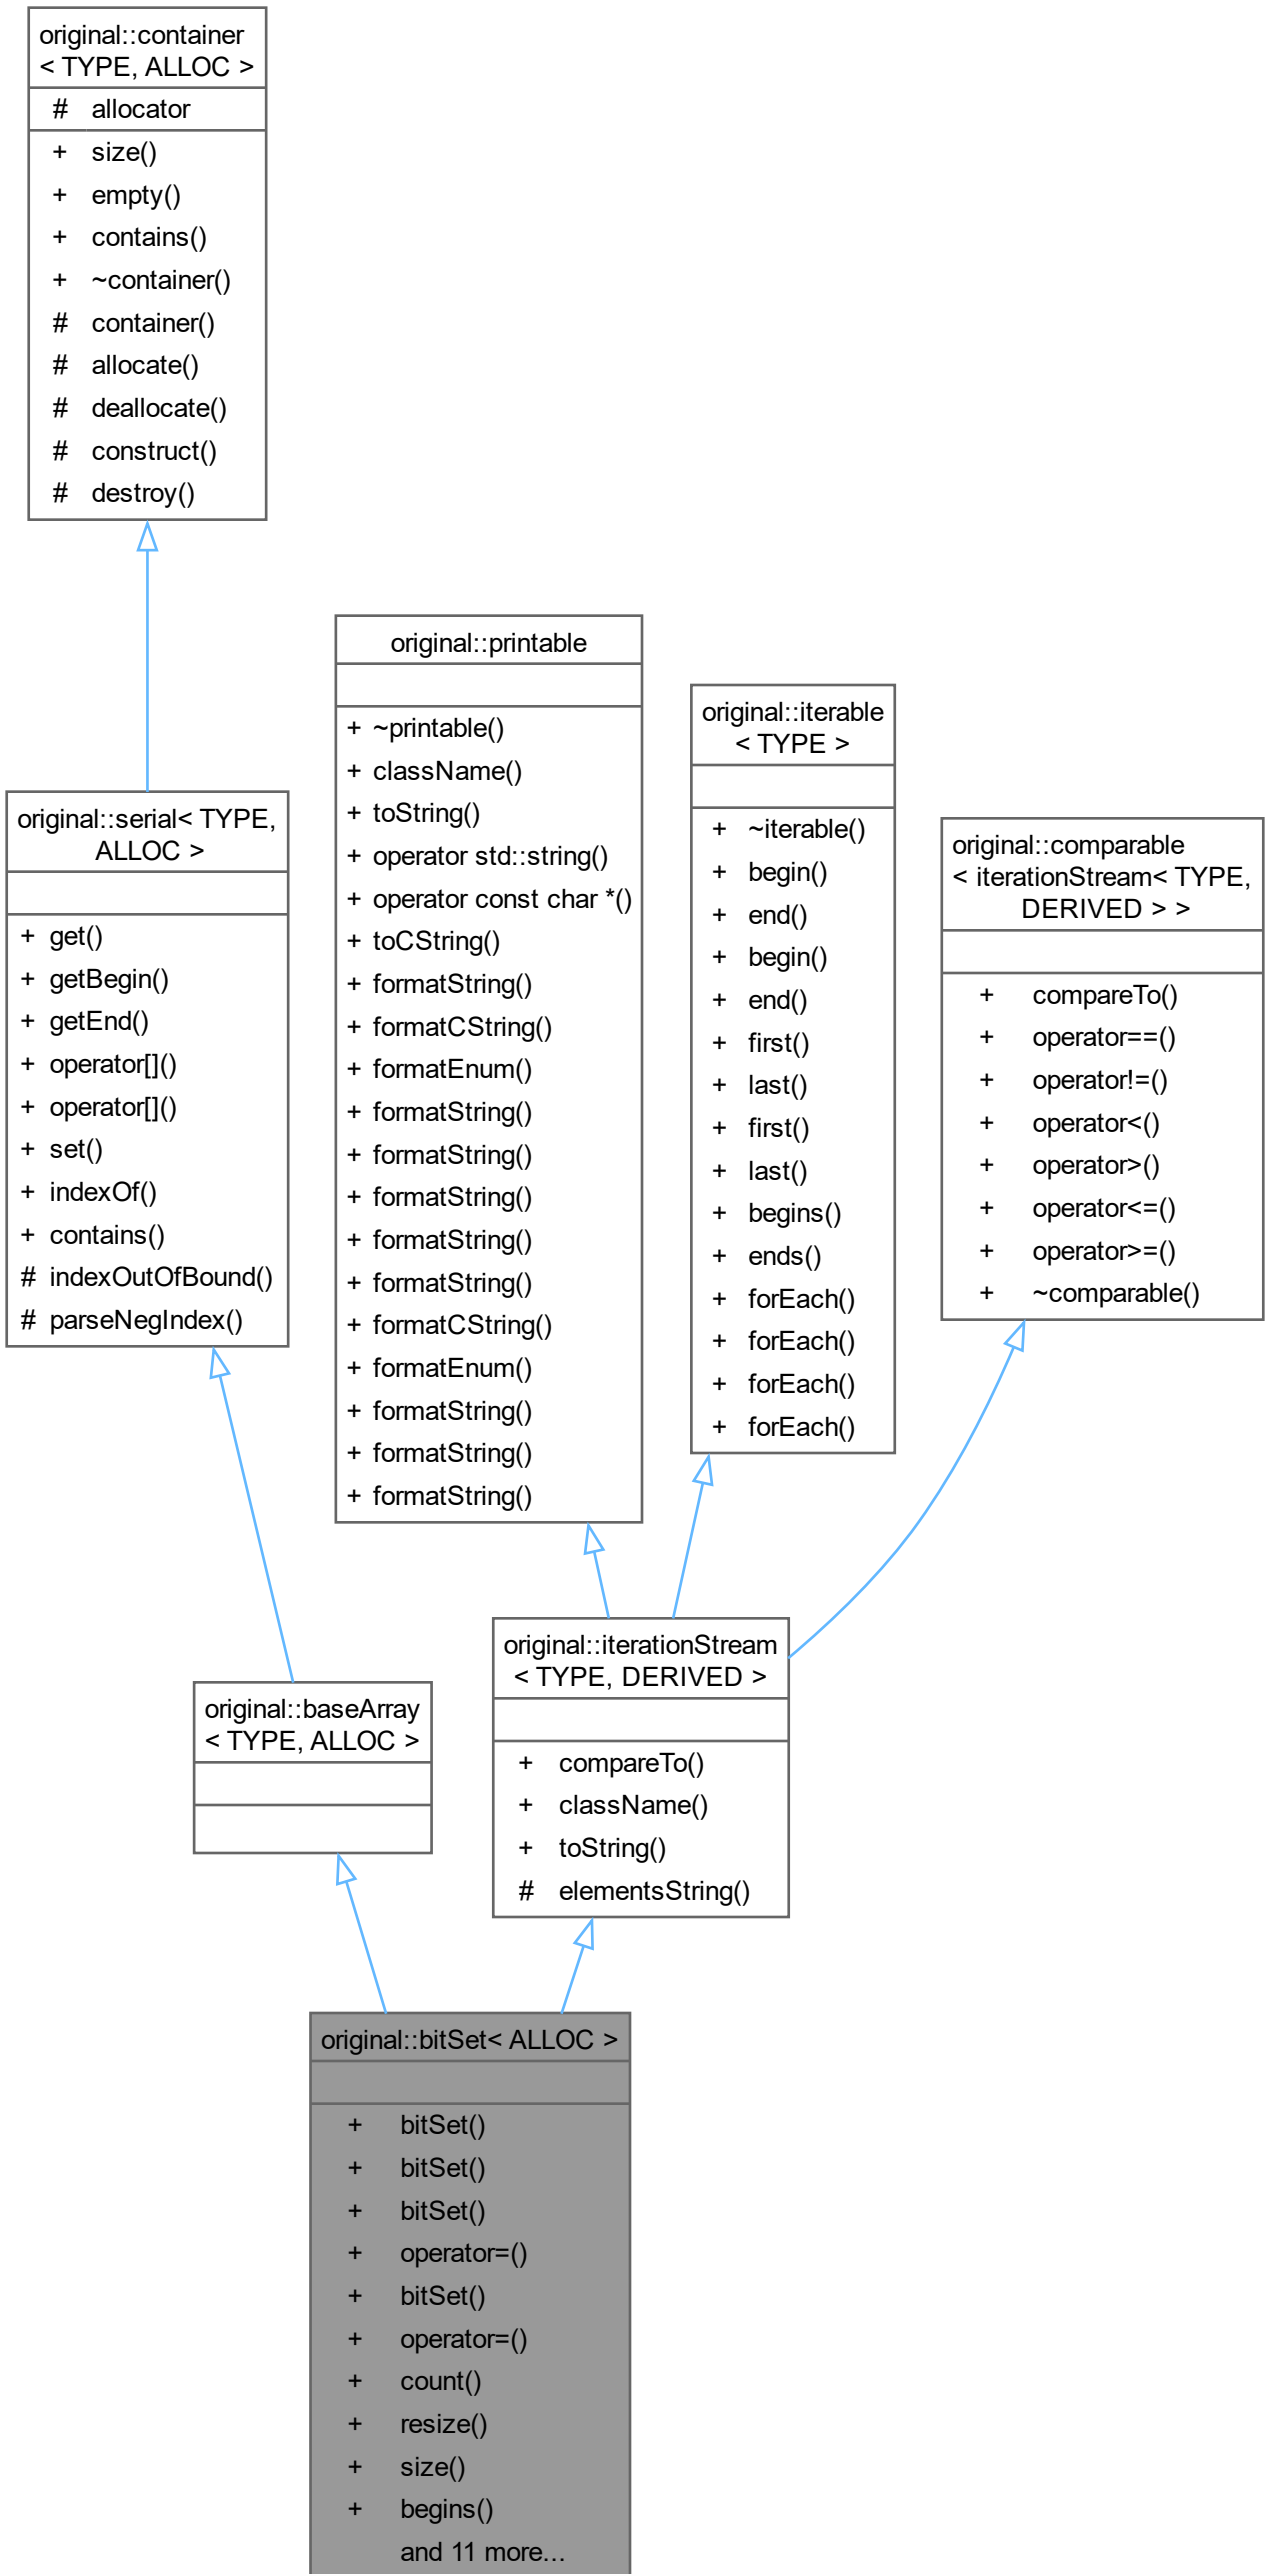 original::container
< TYPE, ALLOC >
# allocator
+ size()
+ empty()
+ contains()
+ ~container()
# container()
# allocate()
# deallocate()
# construct()
# destroy()
original::printable
+ ~printable()
+ className()
+ toString()
+ operator std::string()
+ operator const char *()
+ toCString()
+ formatString()
+ formatCString()
+ formatEnum()
+ formatString()
+ formatString()
+ formatString()
+ formatString()
+ formatString()
+ formatCString()
+ formatEnum()
+ formatString()
+ formatString()
+ formatString()
original::iterable
< TYPE >
+ ~iterable()
+ begin()
+ end()
+ begin()
+ end()
+ first()
+ last()
+ first()
+ last()
+ begins()
+ ends()
+ forEach()
+ forEach()
+ forEach()
+ forEach()
original::serial< TYPE,
ALLOC >
+ get()
+ getBegin()
+ getEnd()
+ operator[]()
+ operator[]()
+ set()
+ indexOf()
+ contains()
# indexOutOfBound()
# parseNegIndex()
original::comparable
< iterationStream< TYPE,
DERIVED > >
+ compareTo()
+ operator==()
+ operator!=()
+ operator<()
+ operator>()
+ operator<=()
+ operator>=()
+ ~comparable()
original::iterationStream
< TYPE, DERIVED >
+ compareTo()
+ className()
+ toString()
# elementsString()
original::baseArray
< TYPE, ALLOC >
original::bitSet< ALLOC >
+ bitSet()
+ bitSet()
+ bitSet()
+ operator=()
+ bitSet()
+ operator=()
+ count()
+ resize()
+ size()
+ begins()
and 11 more...